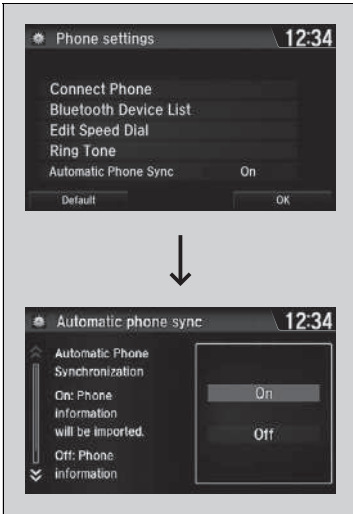 Phone settings 12:34
Connect Phone
Bluetooth Device List
Edit Speed Dial
Ring Tone
Automatic Phone Sync On
Default OK
Automatic phone sync 12:34
Automatic Phone
Synchronization
On: Phone
information
will be imported.
Off: Phone
information
On
Off